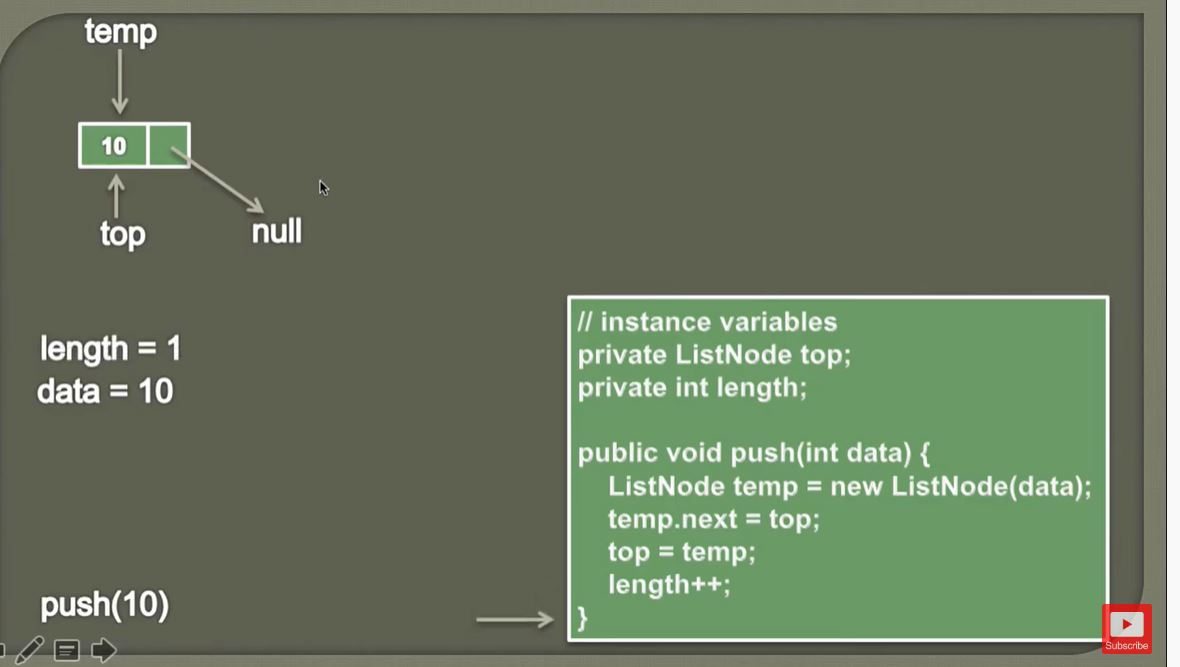 temp
10
top
null
length = 1
data = 10
push(10)
// instance variables
private ListNode top;
private int length;
public void push(int data) {
ListNode temp = new ListNode(data);
temp.next = top;
top = temp;
length++;
}
Subscribe